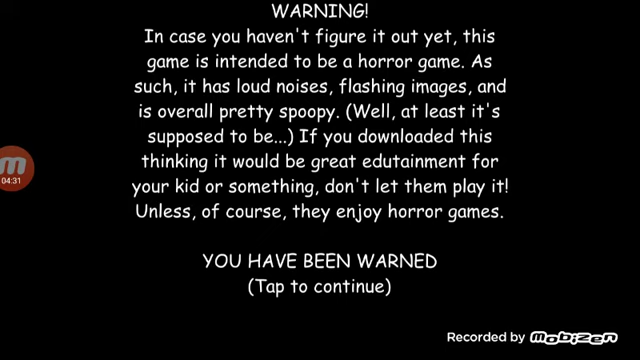 WARNING!
In case you haven't figure it out yet, this
game is intended to be a horror game. As
such, it has loud noises, flashing images, and
is overall pretty spoopy. (Well, at least it's
supposed to be...) If you downloaded this
thinking it would be great edutainment for
your kid or something, don't let them play it!
Unless, of course, they enjoy horror games.
YOU HAVE BEEN WARNED
(Tap to continue)
04:31
Recorded by mobizen